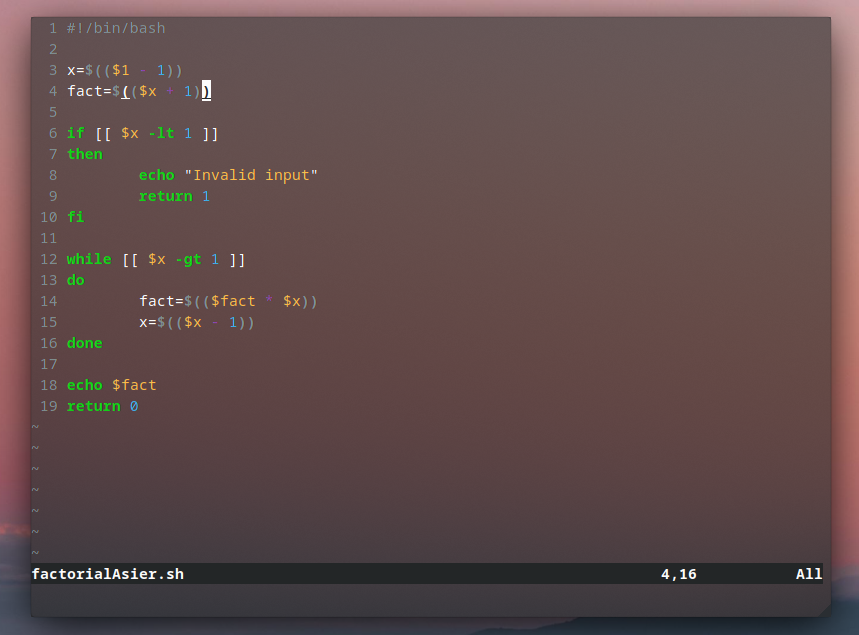 1 #!/bin/bash
2
3 x=$(($1 - 1))
4 fact=$(($x + 1))
5
6 if [[ $x -lt 1 ]]
7 then
8         echo "Invalid input"
9         return 1
10 fi
11
12 while [[ $x -gt 1 ]]
13 do
14         fact=$(($fact * $x))
15         x=$(($x - 1))
16 done
17
18 echo $fact
19 return 0
~
~
~
~
~
~
~
factorialAsier.sh 4,16 All